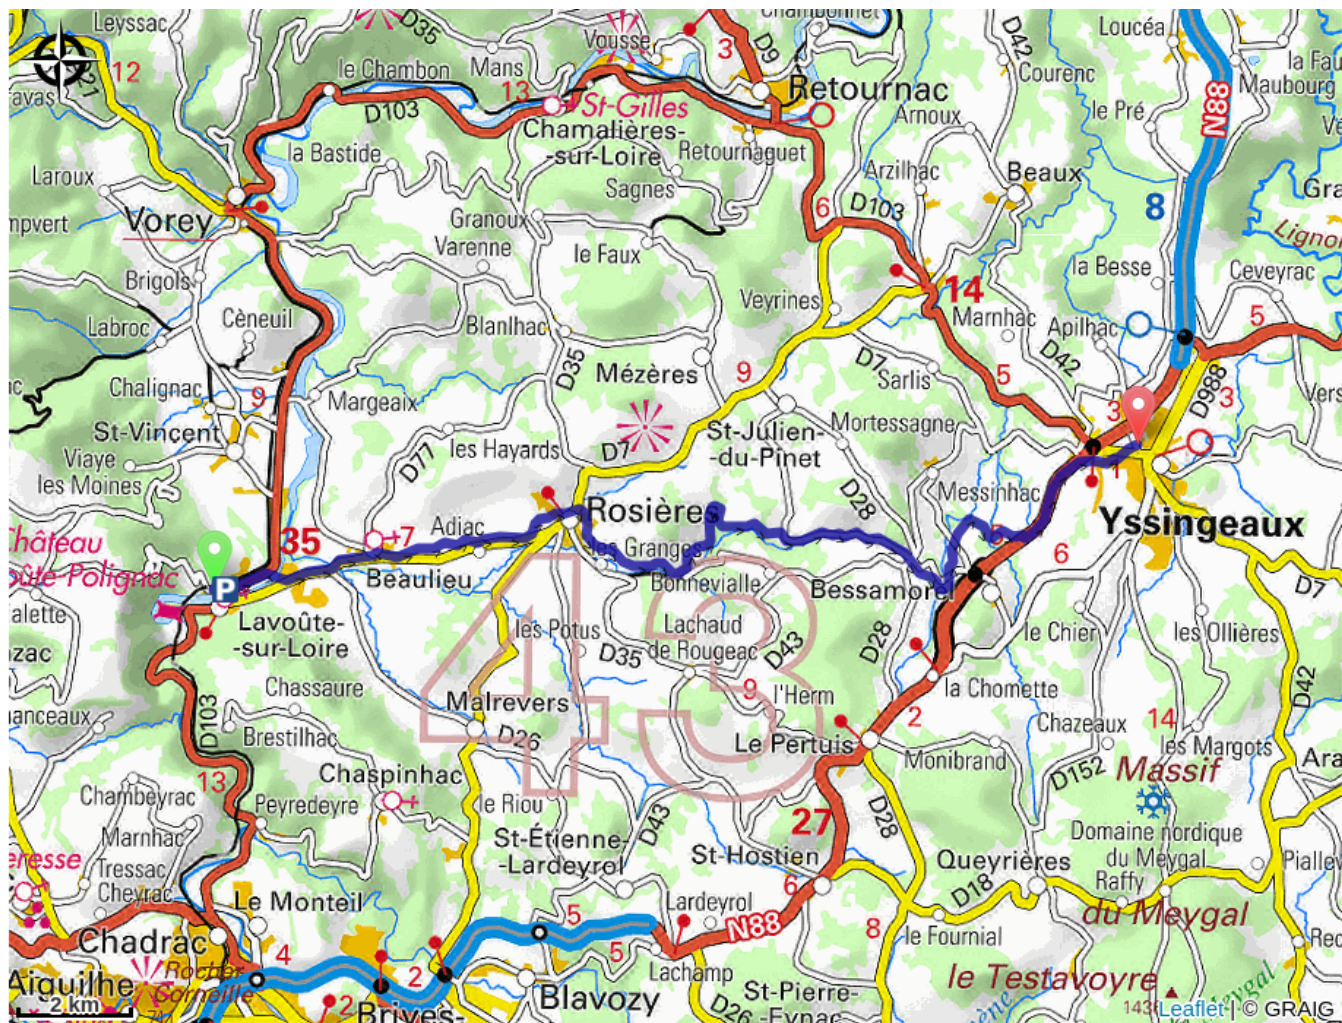 Leyssac
D35
Vousse
3
D9
Chambonnet
D42
Loucéa
la Fau
Maubourg
12
le Chambon
Mans
Courenc
N88
13
St-Gilles
Retournac
le Pré
D103
Chamalières-
-sur-Loire
Arnoux
la Bastide
Retournaguet
Arzilhac
Beaux
Laroux
Sagnes
8
Vorey
Granoux
6
D103
Varenne
le Faux
Brigols
la Besse
Ceveyrac
14
Veyrines
Cèneuil
Labroc
Blanlhac
Marnhac
Apilhac
5
D35
D42
D7
Mézères
9
Sarlis
5
D988
3
Chalignac
9
Margeaix
3
St-Vincent
les Hayards
D7
St-Julien-
-du-Pinet
Mortessagne
Viaye
les Moines
D77
D28
Messinhac
1
Rosières
Yssingeaux
35
7
Adiac
les Granges
6
Beaulieu
Bonnevialle
Bessamorel
D7
Lavoûte-
-sur-Loire
les Potus
Lachaud
de Rougeac
D43
D28
le Chier
les Ollières
D35
43
Chassaure
9
l'Herm
la Chomette
D42
Malrevers
2
Chazeaux
14
D103
Brestilhac
D26
Le Pertuis
les Margots
Monibrand
Chaspinhac
D152
Massif
13
Chambeyrac
Peyredeyre
le Riou
D43
27
D28
Marnhac
St-Étienne-
-Lardeyrol
St-Hostien
Domaine nordique
du Meygal
Tressac
Queyrières
Cheyrac
6
D18
Raffy
du Meygal
Le Monteil
Lardeyrol
5
N88
8
le Fournial
Chadrac
4
5
Lachamp
le Testavoyre
Aiguilhe
Rocher
Corneille
2
Blavozy
St-Pierre-
-Eynac
2 km
2
Brives-
D26
Leaflet | © GRAIG